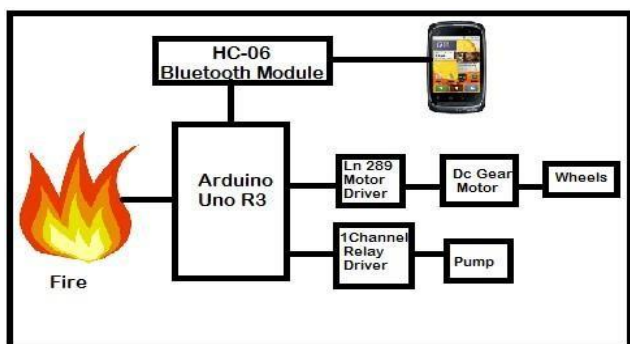 HC-06
Bluetooth Module
Arduino
Uno R3
Ln 289
Motor
Driver
Dc Gear
Motor
Wheels
1Channel
Relay
Driver
Pump
Fire